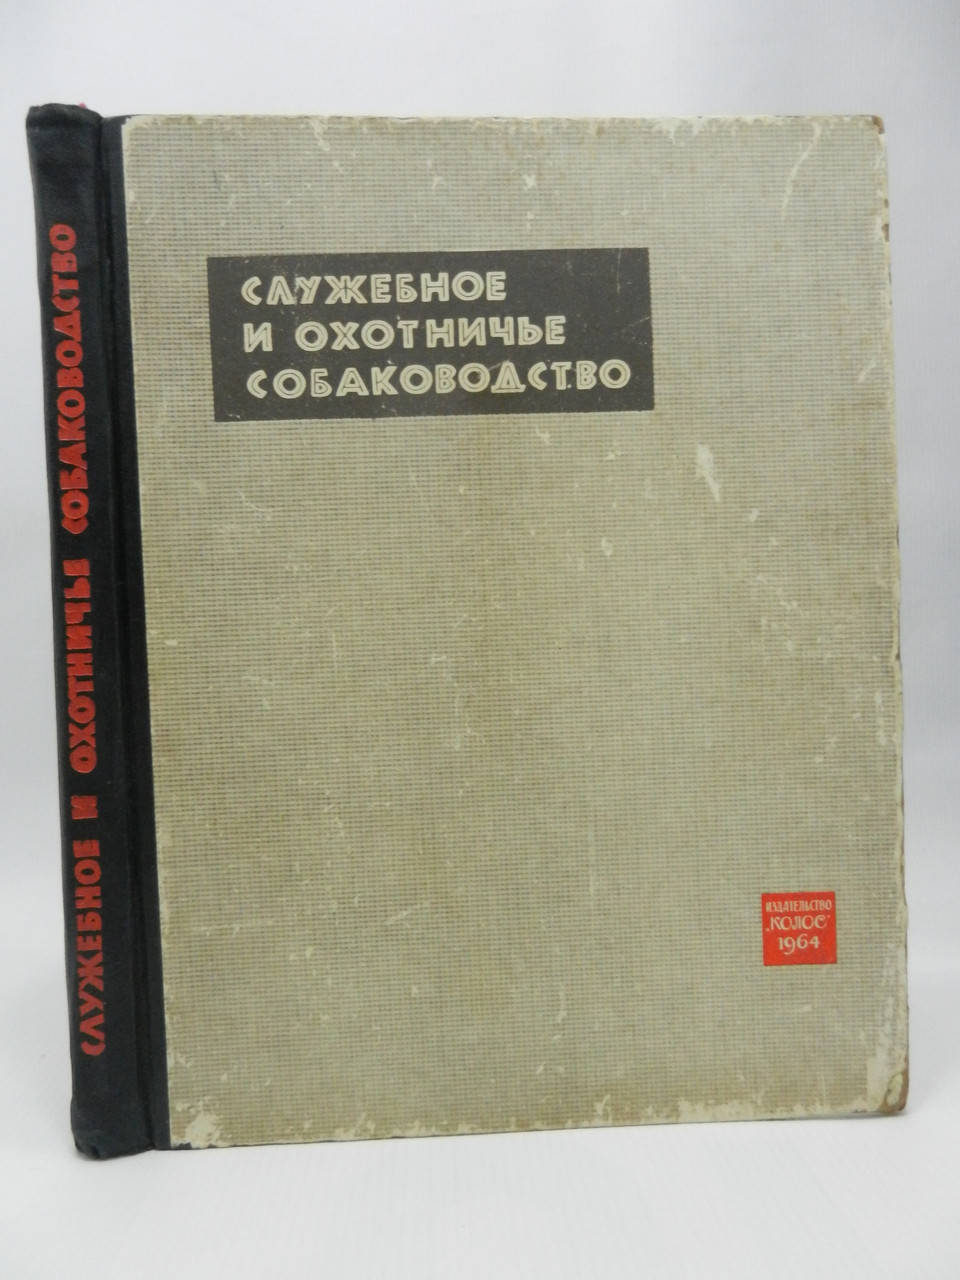 СЛУЖЕБНОЕ И ОХОТНИЧЬЕ СОБАКОВОДСТВО
СЛУЖЕБНОЕ
И ОХОТНИЧЬЕ
СОБАКОВОДСТВО
ИЗДАТЕЛЬСТВО
„КОЛОС"
1964